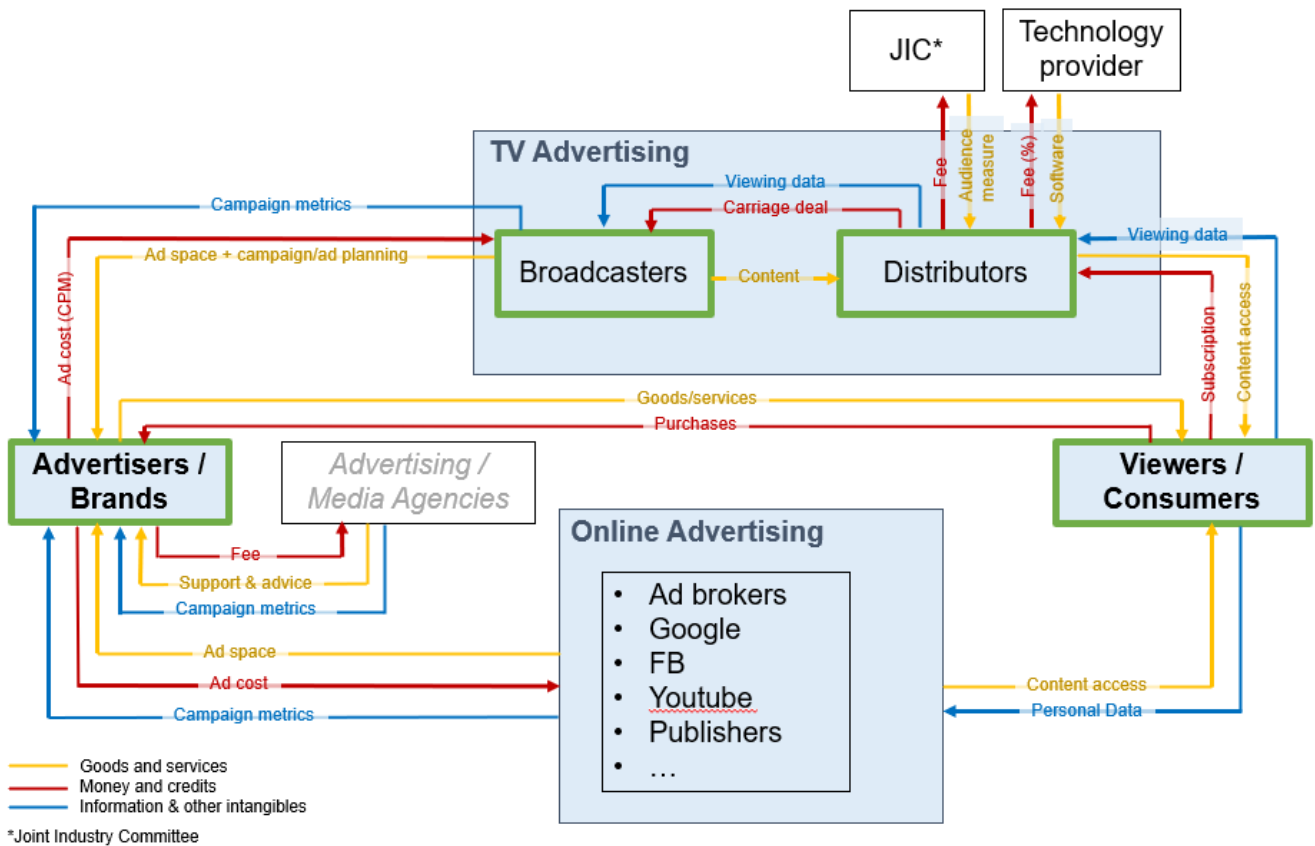 JIC*
Technology
provider
TV Advertising
Fee
Audience
measure
Fee (%)
Software
Viewing data
Carriage deal
Campaign metrics
Ad space + campaign/ad planning
Ad cost (CPM)
Broadcasters
Content
Distributors
Viewing data
Subscription
Content access
Goods/services
Purchases
Advertisers /
Brands
Advertising /
Media Agencies
Viewers /
Consumers
Fee
Support & advice
Campaign metrics
Ad space
Ad cost
Campaign metrics
Online Advertising
• Ad brokers
• Google
• FB
• Youtube
• Publishers
• …
Content access
Personal Data
Goods and services
Money and credits
Information & other intangibles
*Joint Industry Committee